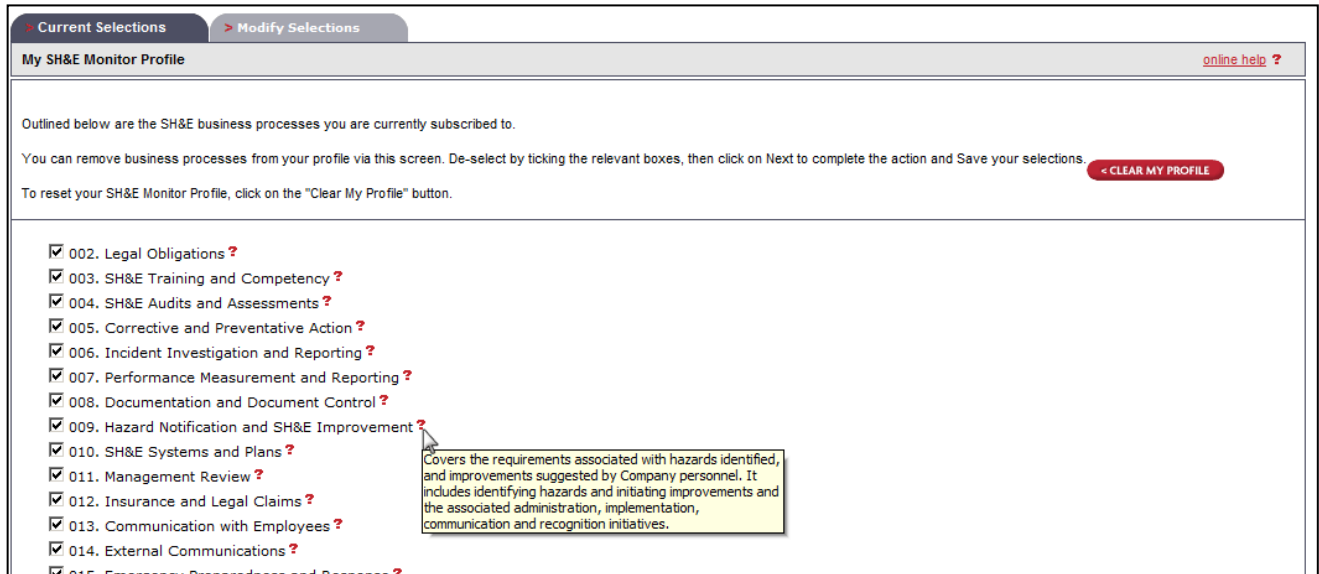 > Current Selections
> Modify Selections
My SH&E Monitor Profile
online help ?
Outlined below are the SH&E business processes you are currently subscribed to.
You can remove business processes from your profile via this screen. De-select by ticking the relevant boxes, then click on Next to complete the action and Save your selections.
< CLEAR MY PROFILE
To reset your SH&E Monitor Profile, click on the "Clear My Profile" button.
002. Legal Obligations ?
003. SH&E Training and Competency ?
004. SH&E Audits and Assessments ?
005. Corrective and Preventative Action ?
006. Incident Investigation and Reporting ?
007. Performance Measurement and Reporting ?
008. Documentation and Document Control ?
009. Hazard Notification and SH&E Improvement ?
010. SH&E Systems and Plans ?
011. Management Review ?
012. Insurance and Legal Claims ?
013. Communication with Employees ?
014. External Communications ?
015. Emergency Preparedness and Response ?
Covers the requirements associated with hazards identified,
and improvements suggested by Company personnel. It
includes identifying hazards and initiating improvements and
the associated administration, implementation,
communication and recognition initiatives.